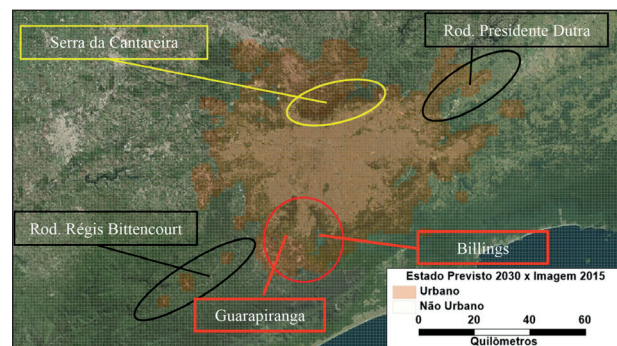 Serra da Cantareira
Rod. Presidente Dutra
Rod. Régis Bittencourt
Billings
Guarapiranga
Estado Previsto 2030 x Imagem 2015
Urbano
Não Urbano
0 20 40 60
Quilômetros